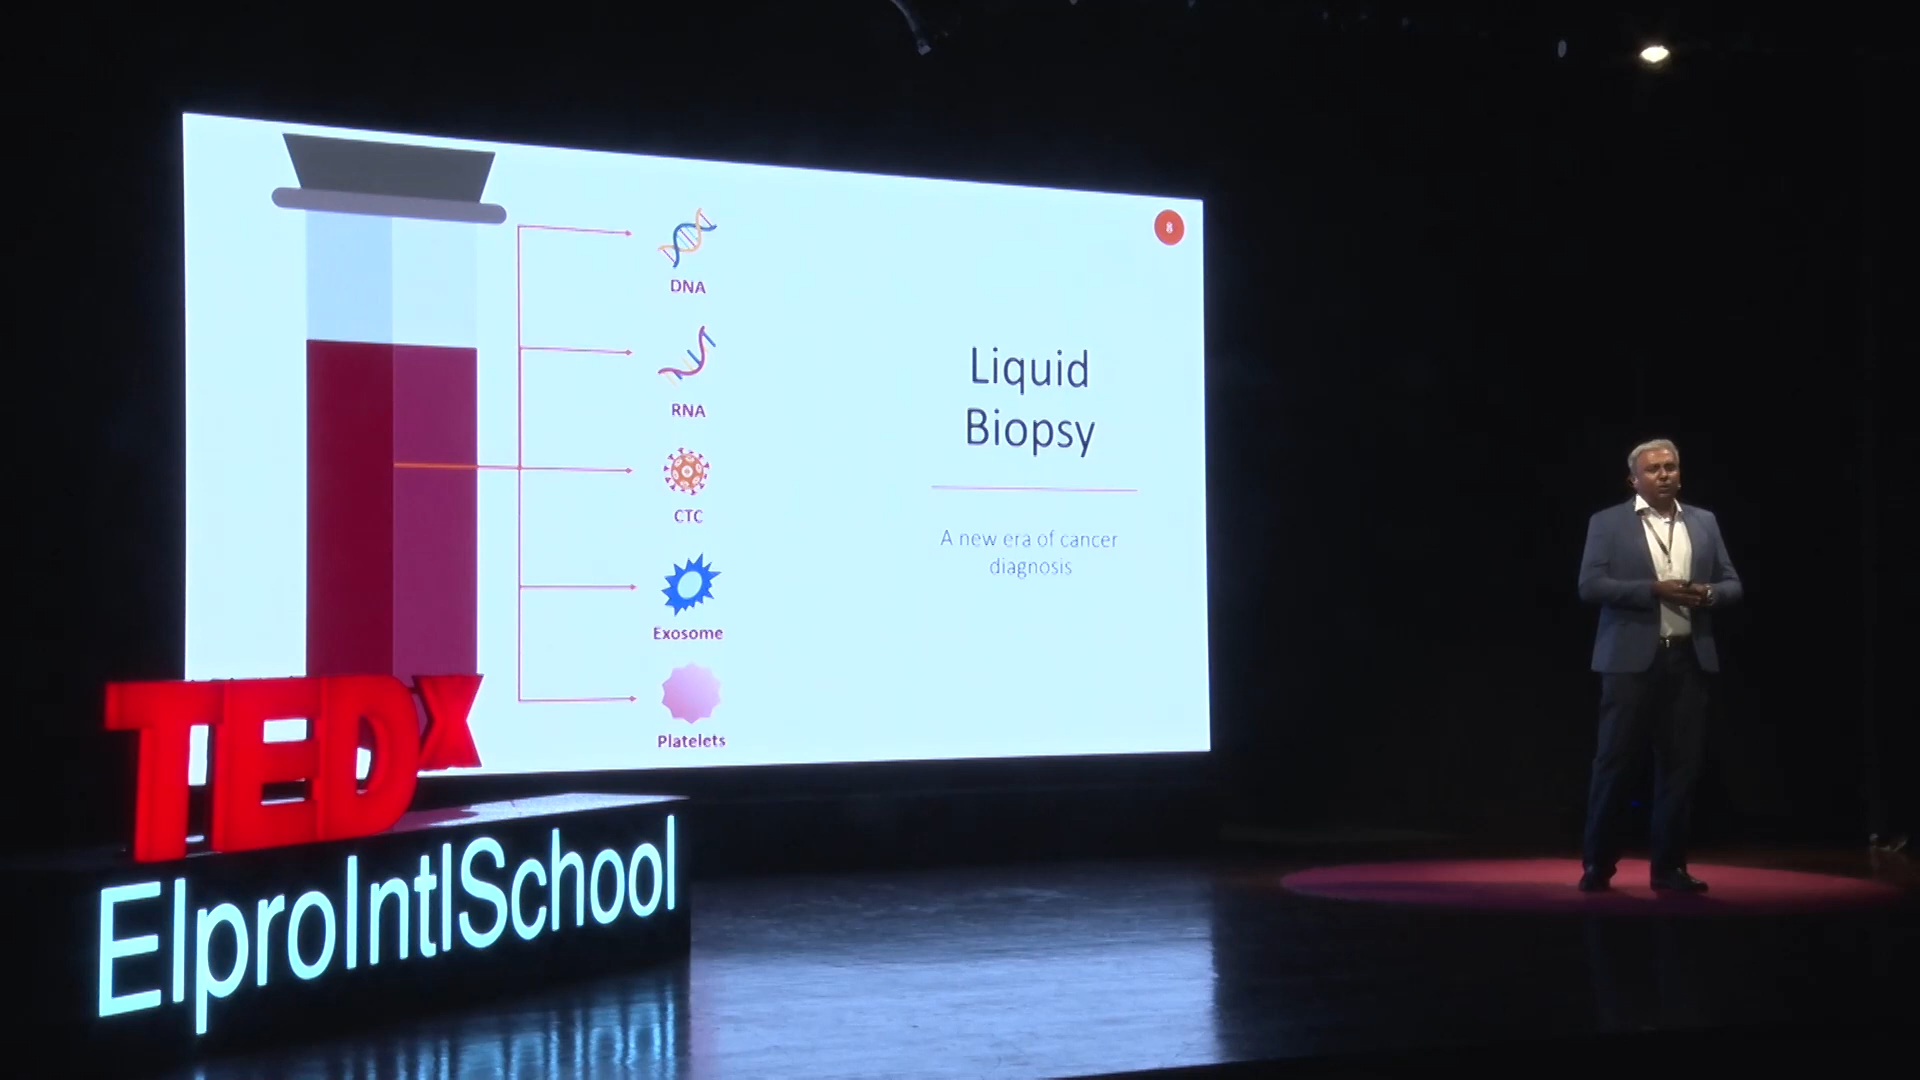 DNA
RNA
CTC
Exosome
Platelets
8
Liquid
Biopsy
A new era of cancer
diagnosis
TEDx
ElproIntlSchool